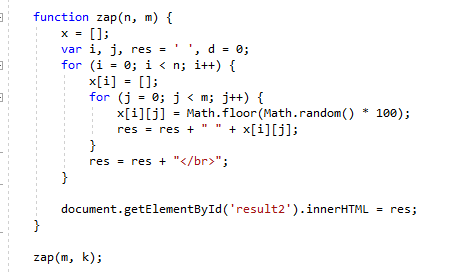 function zap(n, m) {
    x = [];
    var i, j, res = ' ', d = 0;
    for (i = 0; i < n; i++) {
        x[i] = [];
        for (j = 0; j < m; j++) {
            x[i][j] = Math.floor(Math.random() * 100);
            res = res + " " + x[i][j];
        }
        res = res + "</br>";
    }

    document.getElementById('result2').innerHTML = res;
}

zap(m, k);